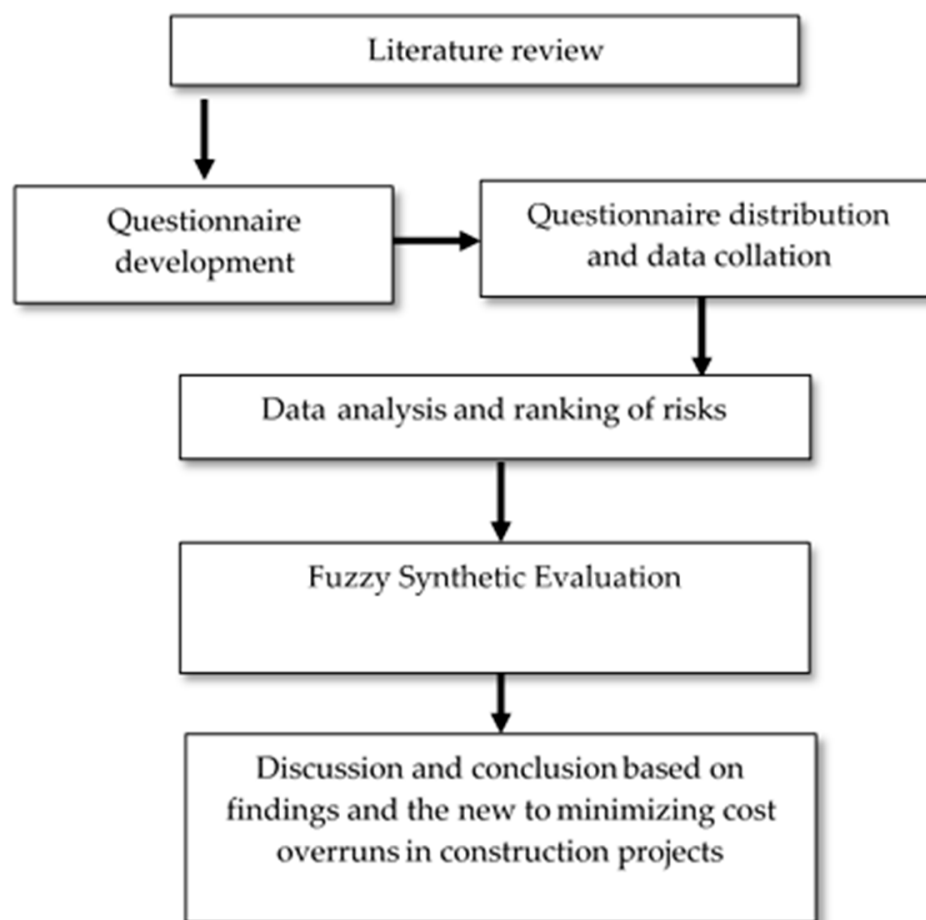 Literature review
Questionnaire
development
Questionnaire distribution
and data collation
Data analysis and ranking of risks
Fuzzy Synthetic Evaluation
Discussion and conclusion based on
findings and the new to minimizing cost
overruns in construction projects